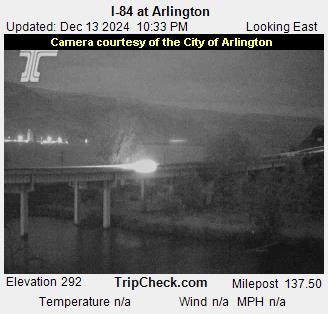 I-84 at Arlington
Updated: Dec 13 2024 10:33 PM Looking East
Camera courtesy of the City of Arlington
Elevation 292 TripCheck.com Milepost 137.50
Temperature n/a Wind n/a MPH n/a